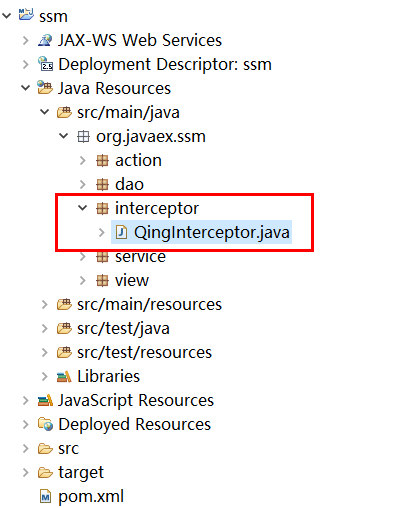 ssm
JAX-WS Web Services
Deployment Descriptor: ssm
Java Resources
src/main/java
org.javaex.ssm
action
dao
interceptor
QingInterceptor.java
service
view
src/main/resources
src/test/java
src/test/resources
Libraries
JavaScript Resources
Deployed Resources
src
target
pom.xml